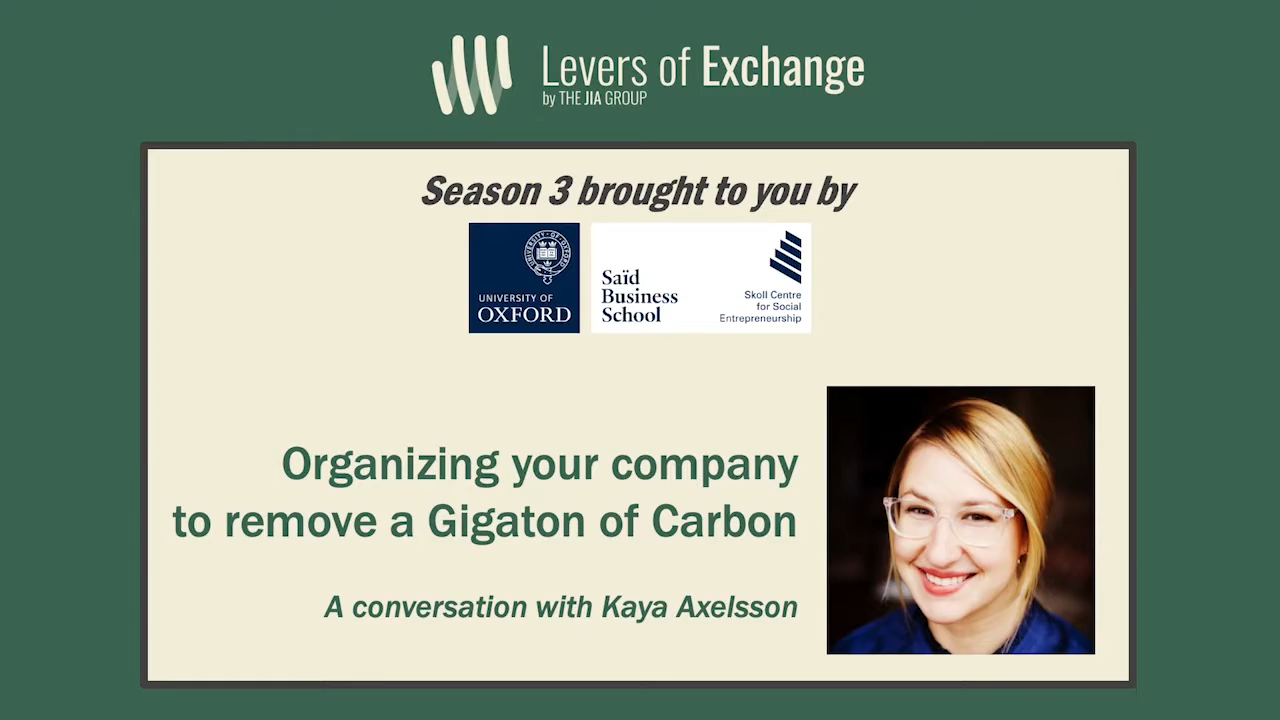 Levers of Exchange
by THE JIA GROUP
Season 3 brought to you by
UNIVERSITY OF
OXFORD
Saïd
Business
School
Skoll Centre
for Social
Entrepreneurship
Organizing your company
to remove a Gigaton of Carbon
A conversation with Kaya Axelsson